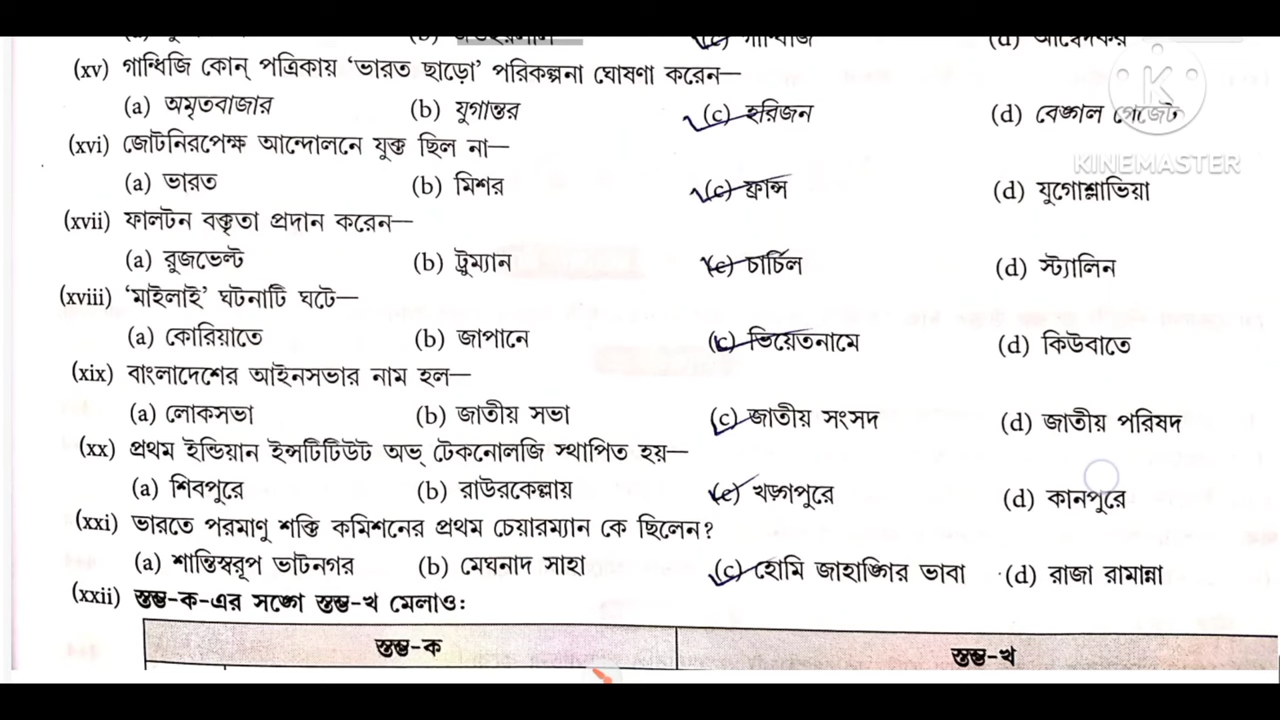 (b) জওহরলাল (c) গান্ধিজি (d) আম্বেদকর
(xv) গান্ধিজি কোন্ পত্রিকায় ‘ভারত ছাড়ো’ পরিকল্পনা ঘোষণা করেন—
(a) অমৃতবাজার (b) যুগান্তর (c) হরিজন (d) বেঙ্গল গেজেট
K
KINEMASTER
(xvi) জোটনিরপেক্ষ আন্দোলনে যুক্ত ছিল না—
(a) ভারত (b) মিশর (c) ফ্রান্স (d) যুগোশ্লাভিয়া
(xvii) ফালটন বক্তৃতা প্রদান করেন—
(a) রুজভেল্ট (b) ট্রুম্যান (c) চার্চিল (d) স্ট্যালিন
(xviii) ‘মাইলাই’ ঘটনাটি ঘটে—
(a) কোরিয়াতে (b) জাপানে (c) ভিয়েতনামে (d) কিউবাতে
(xix) বাংলাদেশের আইনসভার নাম হল—
(a) লোকসভা (b) জাতীয় সভা (c) জাতীয় সংসদ (d) জাতীয় পরিষদ
(xx) প্রথম ইন্ডিয়ান ইন্সটিটিউট অভ্ টেকনোলজি স্থাপিত হয়—
(a) শিবপুরে (b) রাউরকেল্লায় (c) খড়্গপুরে (d) কানপুরে
(xxi) ভারতে পরমাণু শক্তি কমিশনের প্রথম চেয়ারম্যান কে ছিলেন?
(a) শান্তিস্বরূপ ভাটনগর (b) মেঘনাদ সাহা (c) হোমি জাহাঙ্গির ভাবা (d) রাজা রামান্না
(xxii) স্তম্ভ-ক-এর সঙ্গে স্তম্ভ-খ মেলাও:
স্তম্ভ-ক স্তম্ভ-খ